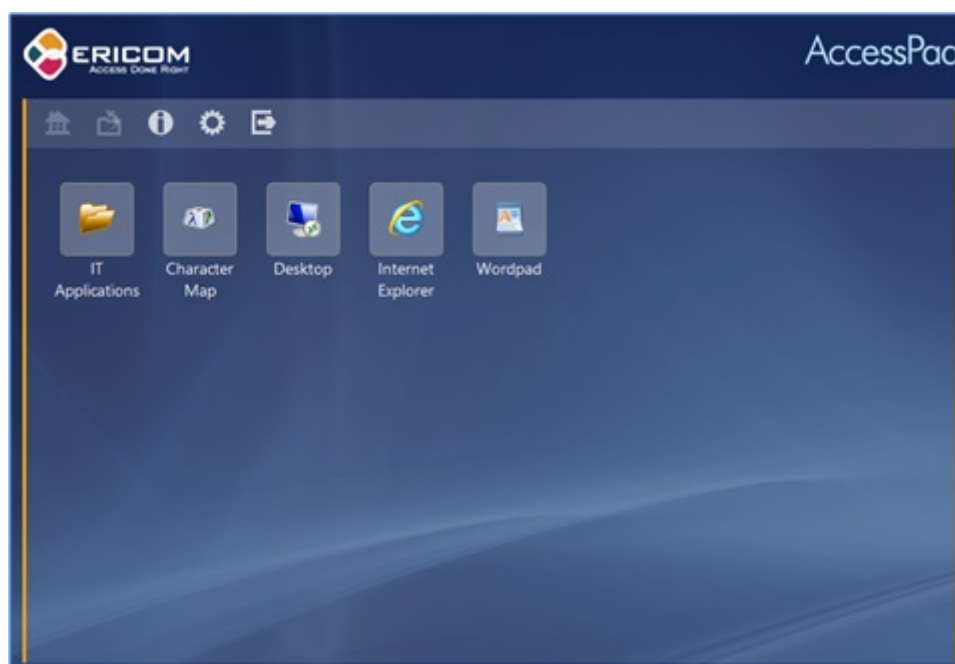 ERICOM
ACCESS DONE RIGHT
AccessPad
IT
Applications
Character
Map
Desktop
Internet
Explorer
Wordpad